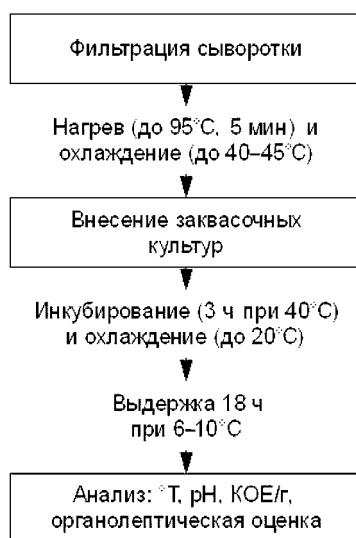 Фильтрация сыворотки
Нагрев (до 95°С, 5 мин) и
охлаждение (до 40–45°С)
Внесение заквасочных
культур
Инкубирование (3 ч при 40°С)
и охлаждение (до 20°С)
Выдержка 18 ч
при 6–10°С
Анализ: °Т, рН, КОЕ/г,
органолептическая оценка